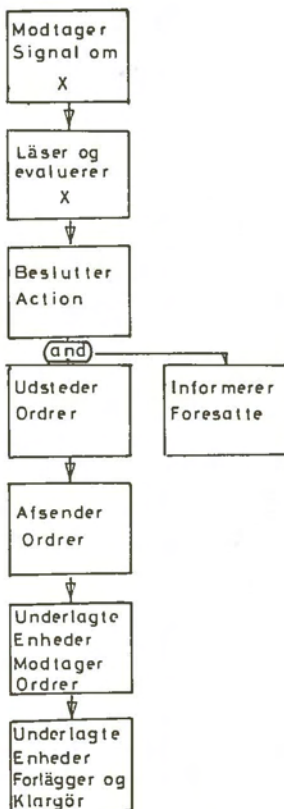 Modtager
Signal om
X
Läser og
evaluerer
X
Beslutter
Action
and
Udsteder
Ordrer
Informerer
Foresatte
Afsender
Ordrer
Underlagte
Enheder
Modtager
Ordrer
Underlagte
Enheder
Forlägger og
Klargör